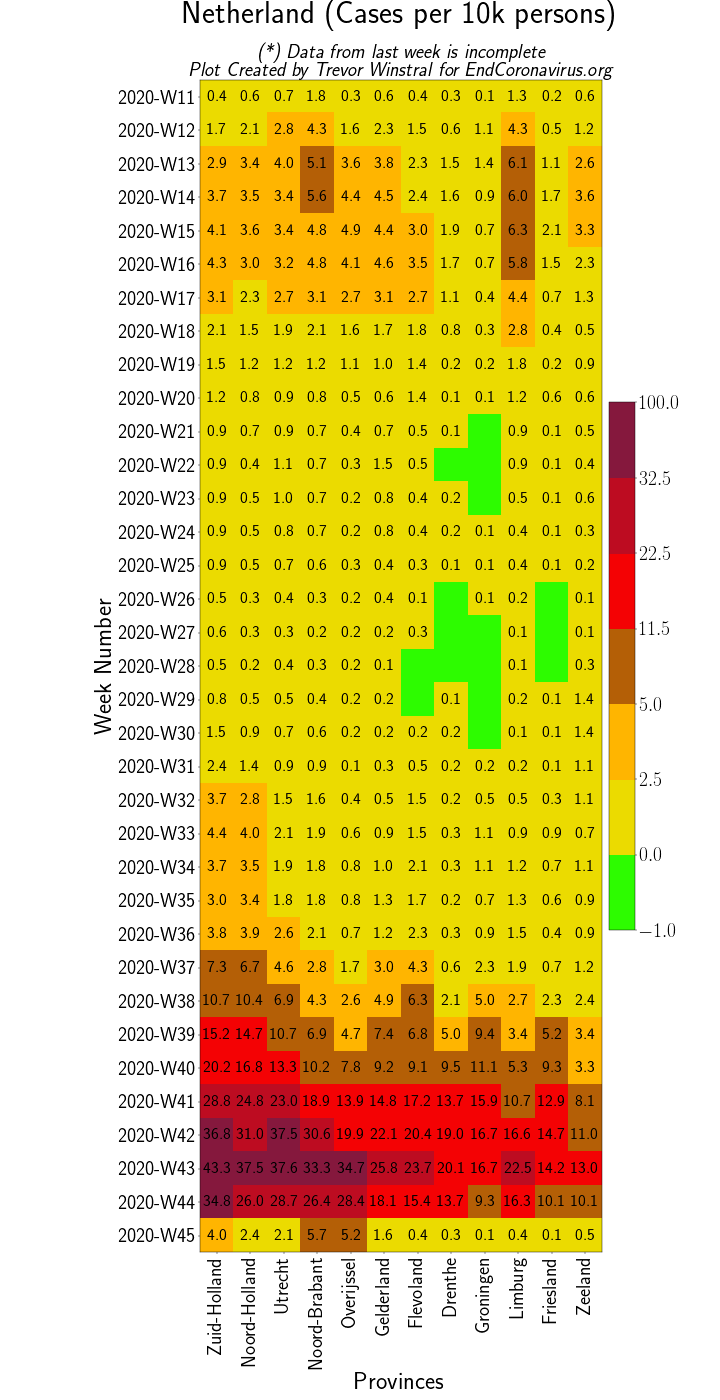 Netherland (Cases per 10k persons)
(*) Data from last week is incomplete
Plot Created by Trevor Winstral for EndCoronavirus.org
2020-W11 0.4 0.6 0.7 1.8 0.3 0.6 0.4 0.3 0.1 1.3 0.2 0.6
2020-W12 1.7 2.1 2.8 4.3 1.6 2.3 1.5 0.6 1.1 4.3 0.5 1.2
2020-W13 2.9 3.4 4.0 5.1 3.6 3.8 2.3 1.5 1.4 6.1 1.1 2.6
2020-W14 3.7 3.5 3.4 5.6 4.4 4.5 2.4 1.6 0.9 6.0 1.7 3.6
2020-W15 4.1 3.6 3.4 4.8 4.9 4.4 3.0 1.9 0.7 6.3 2.1 3.3
2020-W16 4.3 3.0 3.2 4.8 4.1 4.6 3.5 1.7 0.7 5.8 1.5 2.3
2020-W17 3.1 2.3 2.7 3.1 2.7 3.1 2.7 1.1 0.4 4.4 0.7 1.3
2020-W18 2.1 1.5 1.9 2.1 1.6 1.7 1.8 0.8 0.3 2.8 0.4 0.5
2020-W19 1.5 1.2 1.2 1.2 1.1 1.0 1.4 0.2 0.2 1.8 0.2 0.9
2020-W20 1.2 0.8 0.9 0.8 0.5 0.6 1.4 0.1 0.1 1.2 0.6 0.6
2020-W21 0.9 0.7 0.9 0.7 0.4 0.7 0.5 0.1 0.9 0.1 0.5
2020-W22 0.9 0.4 1.1 0.7 0.3 1.5 0.5 0.9 0.1 0.4
2020-W23 0.9 0.5 1.0 0.7 0.2 0.8 0.4 0.2 0.5 0.1 0.6
2020-W24 0.9 0.5 0.8 0.7 0.2 0.8 0.4 0.2 0.1 0.4 0.1 0.3
2020-W25 0.9 0.5 0.7 0.6 0.3 0.4 0.3 0.1 0.1 0.4 0.1 0.2
2020-W26 0.5 0.3 0.4 0.3 0.2 0.4 0.1 0.1 0.2 0.1
2020-W27 0.6 0.3 0.3 0.2 0.2 0.2 0.3 0.1 0.1
2020-W28 0.5 0.2 0.4 0.3 0.2 0.1 0.1 0.3
2020-W29 0.8 0.5 0.5 0.4 0.2 0.2 0.1 0.2 0.1 1.4
2020-W30 1.5 0.9 0.7 0.6 0.2 0.2 0.2 0.2 0.1 0.1 1.4
2020-W31 2.4 1.4 0.9 0.9 0.1 0.3 0.5 0.2 0.2 0.2 0.1 1.1
2020-W32 3.7 2.8 1.5 1.6 0.4 0.5 1.5 0.2 0.5 0.5 0.3 1.1
2020-W33 4.4 4.0 2.1 1.9 0.6 0.9 1.5 0.3 1.1 0.9 0.9 0.7
2020-W34 3.7 3.5 1.9 1.8 0.8 1.0 2.1 0.3 1.1 1.2 0.7 1.1
2020-W35 3.0 3.4 1.8 1.8 0.8 1.3 1.7 0.2 0.7 1.3 0.6 0.9
2020-W36 3.8 3.9 2.6 2.1 0.7 1.2 2.3 0.3 0.9 1.5 0.4 0.9
2020-W37 7.3 6.7 4.6 2.8 1.7 3.0 4.3 0.6 2.3 1.9 0.7 1.2
2020-W38 10.7 10.4 6.9 4.3 2.6 4.9 6.3 2.1 5.0 2.7 2.3 2.4
2020-W39 15.2 14.7 10.7 6.9 4.7 7.4 6.8 5.0 9.4 3.4 5.2 3.4
2020-W40 20.2 16.8 13.3 10.2 7.8 9.2 9.1 9.5 11.1 5.3 9.3 3.3
2020-W41 28.8 24.8 23.0 18.9 13.9 14.8 17.2 13.7 15.9 10.7 12.9 8.1
2020-W42 36.8 31.0 37.5 30.6 19.9 22.1 20.4 19.0 16.7 16.6 14.7 11.0
2020-W43 43.3 37.5 37.6 33.3 34.7 25.8 23.7 20.1 16.7 22.5 14.2 13.0
2020-W44 34.8 26.0 28.7 26.4 28.4 18.1 15.4 13.7 9.3 16.3 10.1 10.1
2020-W45 4.0 2.4 2.1 5.7 5.2 1.6 0.4 0.3 0.1 0.4 0.1 0.5
Week Number
Zuid-Holland
Noord-Holland
Utrecht
Noord-Brabant
Overijssel
Gelderland
Flevoland
Drenthe
Groningen
Limburg
Friesland
Zeeland
Provinces
100.0
32.5
22.5
11.5
5.0
2.5
0.0
−1.0